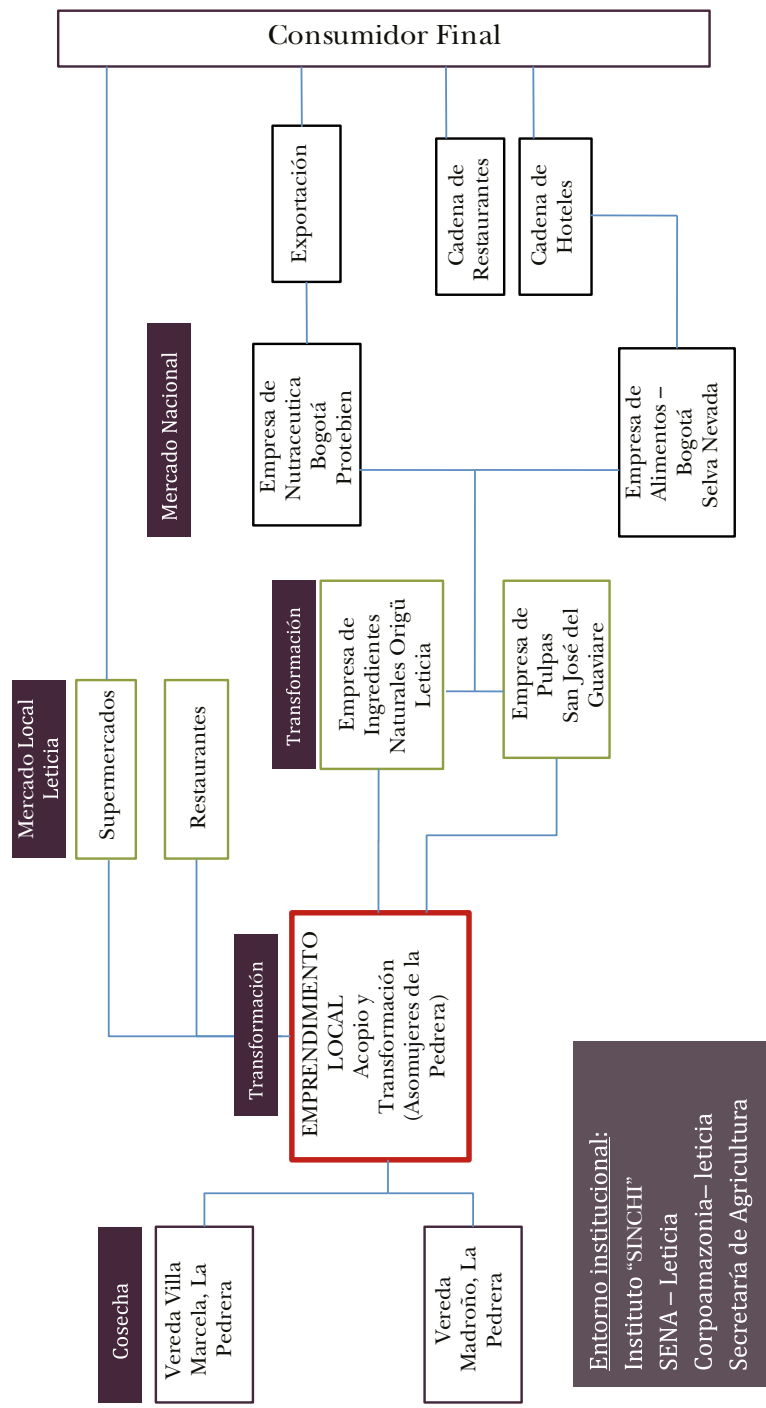 Cosecha
Vereda Villa
Marcela, La
Pedrera
Vereda
Madroño, La
Pedrera
Transformación
EMPRENDIMIENTO
LOCAL
Acopio y
Transformación
(Asomujeres de la
Pedrera)
Mercado Local
Leticia
Supermercados
Restaurantes
Transformación
Empresa de
Ingredientes
Naturales Origü
Leticia
Empresa de
Pulpas
San José del
Guaviare
Mercado Nacional
Empresa de
Nutraceutica
Bogotá
Protebien
Empresa de
Alimentos –
Bogotá
Selva Nevada
Exportación
Cadena de
Restaurantes
Cadena de
Hoteles
Consumidor Final
Entorno institucional:
Instituto “SINCHI”
SENA – Leticia
Corpoamazonia– leticia
Secretaría de Agricultura